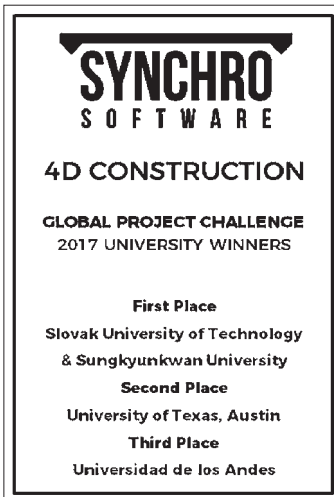 SYNCHRO
SOFTWARE
4D CONSTRUCTION
GLOBAL PROJECT CHALLENGE
2017 UNIVERSITY WINNERS
First Place
Slovak University of Technology
& Sungkyunkwan University
Second Place
University of Texas, Austin
Third Place
Universidad de los Andes